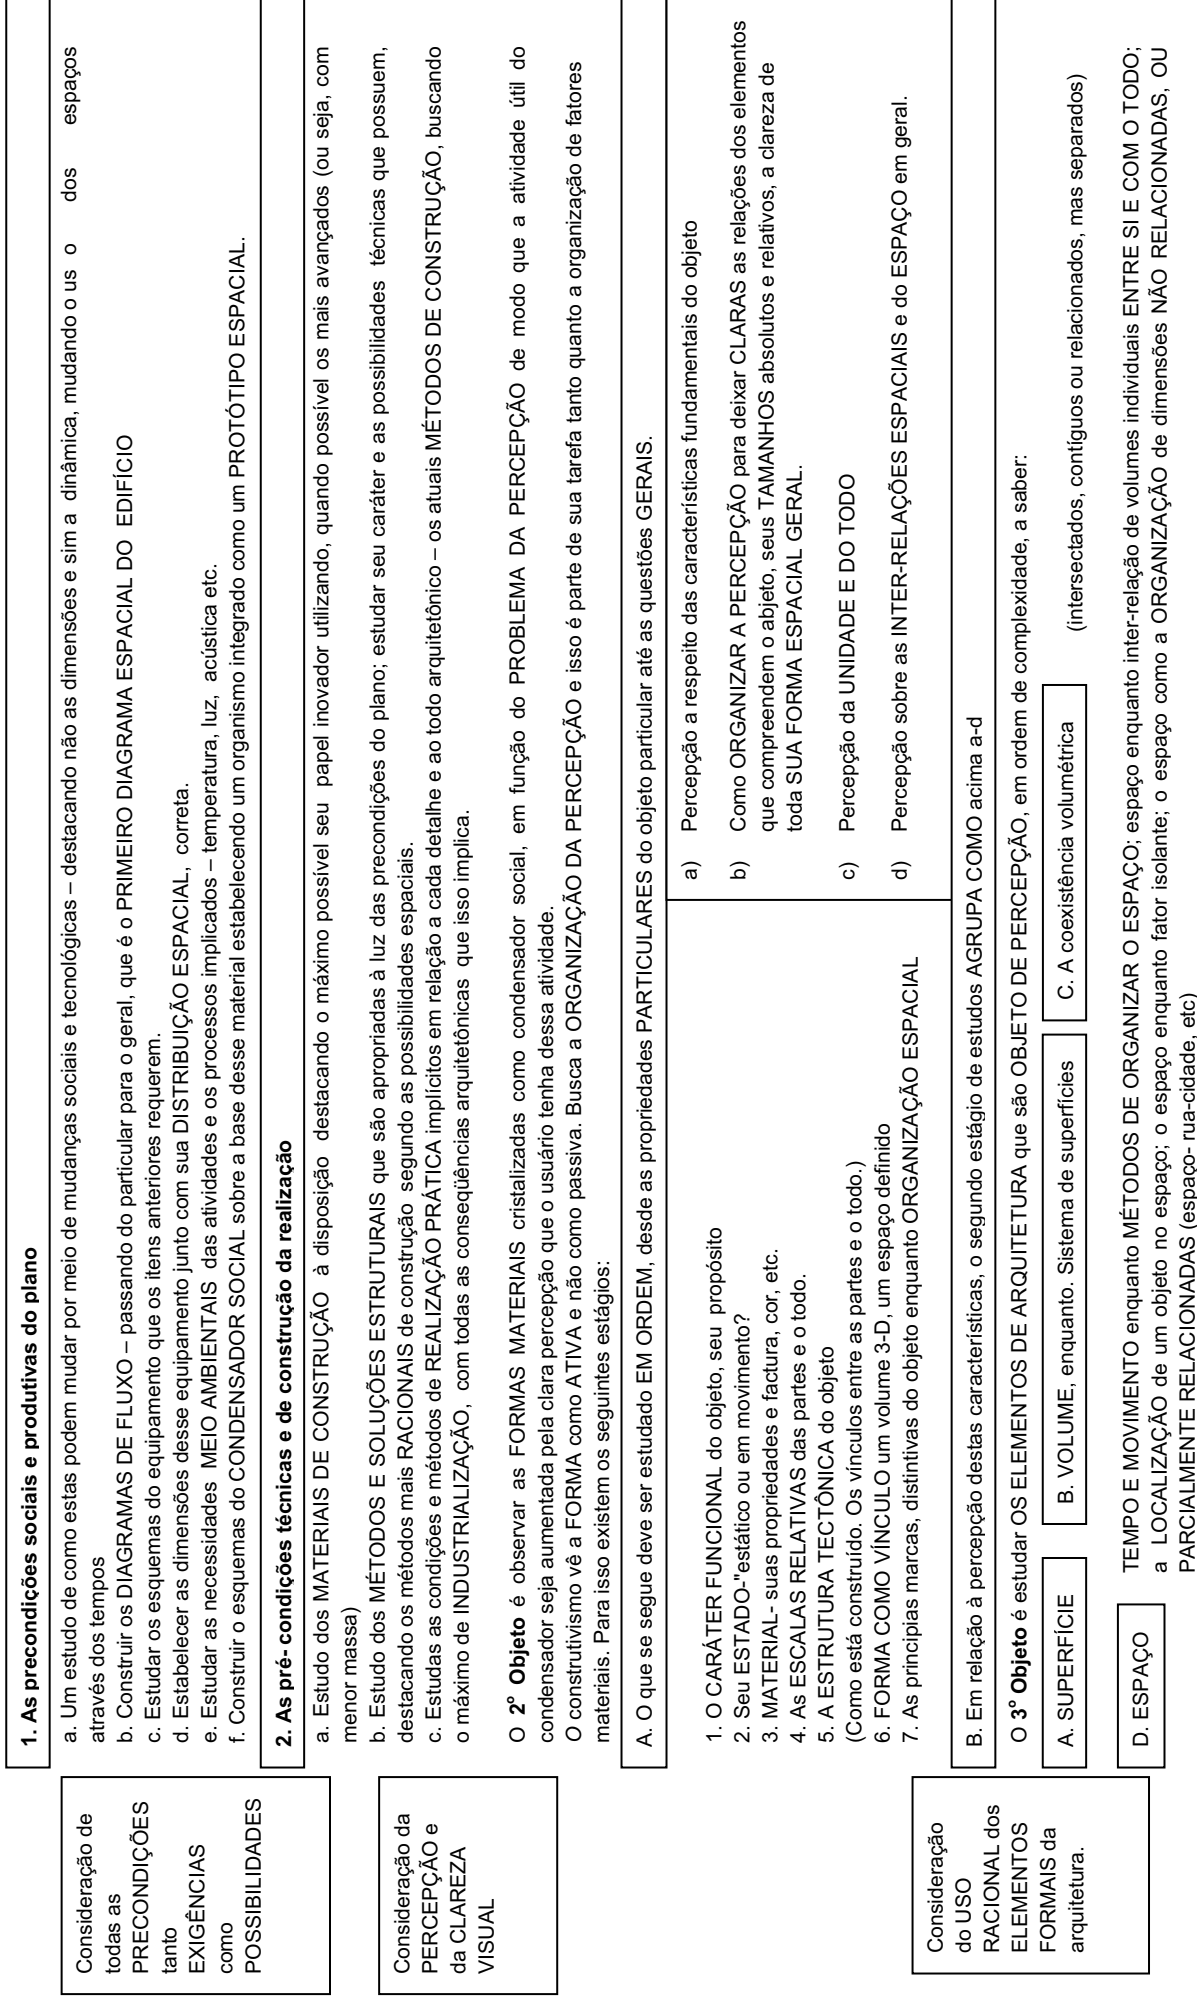 1. As precondições sociais e produtivas do plano
Consideração de
todas as
PRECONDIÇÕES
tanto
EXIGÊNCIAS
como
POSSIBILIDADES
a. Um estudo de como estas podem mudar por meio de mudanças sociais e tecnológicas – destacando não as dimensões e sim a dinâmica, mudando o us o dos espaços
através dos tempos
b. Construir os DIAGRAMAS DE FLUXO – passando do particular para o geral, que é o PRIMEIRO DIAGRAMA ESPACIAL DO EDIFÍCIO
c. Estudar os esquemas do equipamento que os itens anteriores requerem.
d. Estabelecer as dimensões desse equipamento junto com sua DISTRIBUIÇÃO ESPACIAL, correta.
e. Estudar as necessidades MEIO AMBIENTAIS das atividades e os processos implicados – temperatura, luz, acústica etc.
f. Construir o esquemas do CONDENSADOR SOCIAL sobre a base desse material estabelecendo um organismo integrado como um PROTÓTIPO ESPACIAL.
2. As pré- condições técnicas e de construção da realização
a. Estudo dos MATERIAIS DE CONSTRUÇÃO à disposição destacando o máximo possível seu papel inovador utilizando, quando possível os mais avançados (ou seja, com
menor massa)
b. Estudo dos MÉTODOS E SOLUÇÕES ESTRUTURAIS que são apropriadas à luz das precondições do plano; estudar seu caráter e as possibilidades técnicas que possuem,
destacando os métodos mais RACIONAIS de construção segundo as possibilidades espaciais.
c. Estudas as condições e métodos de REALIZAÇÃO PRÁTICA implícitos em relação a cada detalhe e ao todo arquitetônico – os atuais MÉTODOS DE CONSTRUÇÃO, buscando
o máximo de INDUSTRIALIZAÇÃO, com todas as conseqüências arquitetônicas que isso implica.
Consideração da
PERCEPÇÃO e
da CLAREZA
VISUAL
O 2º Objeto é observar as FORMAS MATERIAIS cristalizadas como condensador social, em função do PROBLEMA DA PERCEPÇÃO de modo que a atividade útil do
condensador seja aumentada pela clara percepção que o usuário tenha dessa atividade.
O construtivismo vê a FORMA como ATIVA e não como passiva. Busca a ORGANIZAÇÃO DA PERCEPÇÃO e isso é parte de sua tarefa tanto quanto a organização de fatores
materiais. Para isso existem os seguintes estágios:
A. O que se segue deve ser estudado EM ORDEM, desde as propriedades PARTICULARES do objeto particular até as questões GERAIS.
1. O CARÁTER FUNCIONAL do objeto, seu propósito
2. Seu ESTADO-"estático ou em movimento?
3. MATERIAL- suas propriedades e factura, cor, etc.
4. As ESCALAS RELATIVAS das partes e o todo.
5. A ESTRUTURA TECTÔNICA do objeto
(Como está construído. Os vínculos entre as partes e o todo.)
6. FORMA COMO VÍNCULO um volume 3-D, um espaço definido
7. As principias marcas, distintivas do objeto enquanto ORGANIZAÇÃO ESPACIAL
a) Percepção a respeito das características fundamentais do objeto
b) Como ORGANIZAR A PERCEPÇÃO para deixar CLARAS as relações dos elementos
que compreendem o objeto, seus TAMANHOS absolutos e relativos, a clareza de
toda SUA FORMA ESPACIAL GERAL.
c) Percepção da UNIDADE E DO TODO
d) Percepção sobre as INTER-RELAÇÕES ESPACIAIS e do ESPAÇO em geral.
B. Em relação à percepção destas características, o segundo estágio de estudos AGRUPA COMO acima a-d
Consideração
do USO
RACIONAL dos
ELEMENTOS
FORMAIS da
arquitetura.
O 3º Objeto é estudar OS ELEMENTOS DE ARQUITETURA que são OBJETO DE PERCEPÇÃO, em ordem de complexidade, a saber:
A. SUPERFÍCIE
B. VOLUME, enquanto. Sistema de superfícies
C. A coexistência volumétrica
(intersectados, contíguos ou relacionados, mas separados)
D. ESPAÇO
TEMPO E MOVIMENTO enquanto MÉTODOS DE ORGANIZAR O ESPAÇO; espaço enquanto inter-relação de volumes individuais ENTRE SI E COM O TODO;
a LOCALIZAÇÃO de um objeto no espaço; o espaço enquanto fator isolante; o espaço como a ORGANIZAÇÃO de dimensões NÃO RELACIONADAS, OU
PARCIALMENTE RELACIONADAS (espaço- rua-cidade, etc)